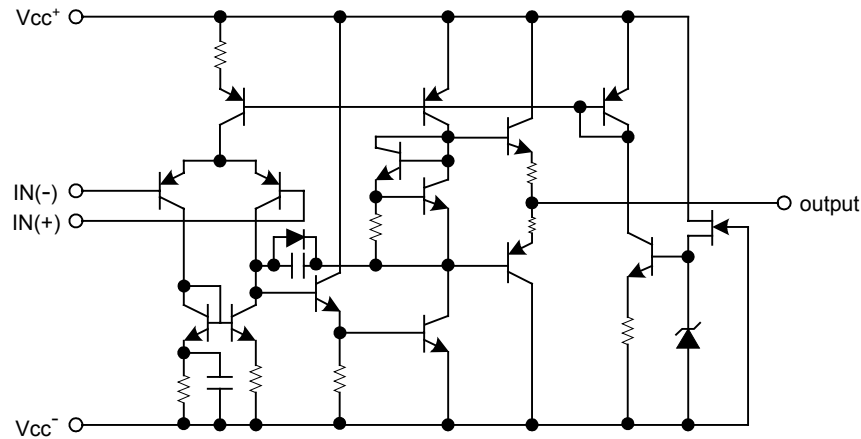 Vcc⁺
IN(-)
IN(+)
output
Vcc⁻